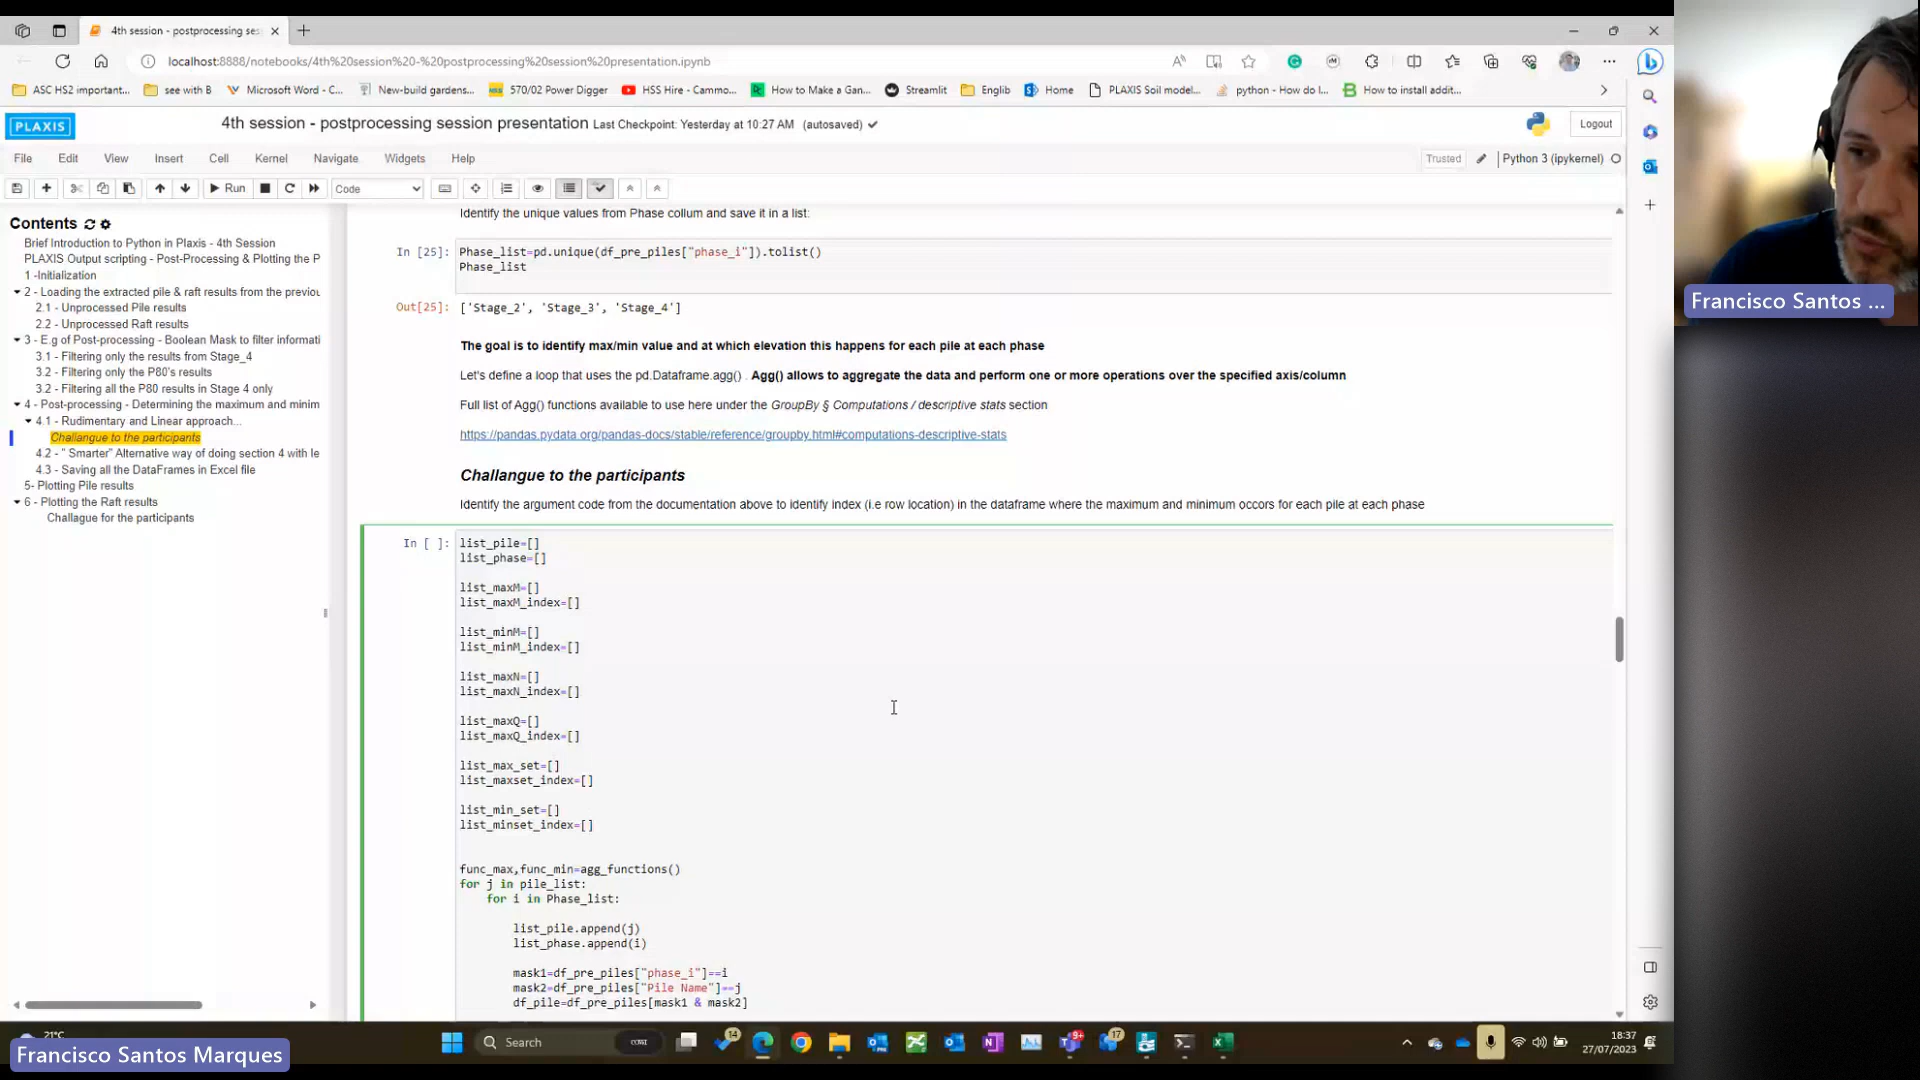 4th session - postprocessing ses
localhost:8888/notebooks/4th%20session%20-%20postprocessing%20session%20presentation.ipynb
ASC HS2 important...
see with B
Microsoft Word - C...
New-build gardens...
570/02 Power Digger
HSS Hire - Cammo...
How to Make a Gan...
Streamlit
Englib
Home
PLAXIS Soil model...
python - How do I...
How to install addit...
PLAXIS
4th session - postprocessing session presentation Last Checkpoint: Yesterday at 10:27 AM (autosaved)
Logout
File Edit View Insert Cell Kernel Navigate Widgets Help
Trusted
Python 3 (ipykernel)
Run
Code
Contents
Brief Introduction to Python in Plaxis - 4th Session
PLAXIS Output scripting - Post-Processing & Plotting the P
1 -Initialization
2 - Loading the extracted pile & raft results from the previou
2.1 - Unprocessed Pile results
2.2 - Unprocessed Raft results
3 - E.g of Post-processing - Boolean Mask to filter informati
3.1 - Filtering only the results from Stage_4
3.2 - Filtering only the P80's results
3.2 - Filtering all the P80 results in Stage 4 only
4 - Post-processing - Determining the maximum and minim
4.1 - Rudimentary and Linear approach...
Challangue to the participants
4.2 - " Smarter" Alternative way of doing section 4 with le
4.3 - Saving all the DataFrames in Excel file
5- Plotting Pile results
6 - Plotting the Raft results
Challague for the participants
Identify the unique values from Phase collum and save it in a list:
In [25]: Phase_list=pd.unique(df_pre_piles["phase_i"]).tolist()
Phase_list
Out[25]: ['Stage_2', 'Stage_3', 'Stage_4']
The goal is to identify max/min value and at which elevation this happens for each pile at each phase
Let's define a loop that uses the pd.Dataframe.agg() . Agg() allows to aggregate the data and perform one or more operations over the specified axis/column
Full list of Agg() functions available to use here under the GroupBy § Computations / descriptive stats section
https://pandas.pydata.org/pandas-docs/stable/reference/groupby.html#computations-descriptive-stats
Challangue to the participants
Identify the argument code from the documentation above to identify index (i.e row location) in the dataframe where the maximum and minimum occors for each pile at each phase
In [ ]: list_pile=[]
list_phase=[]
list_maxM=[]
list_maxM_index=[]
list_minM=[]
list_minM_index=[]
list_maxN=[]
list_maxN_index=[]
list_maxQ=[]
list_maxQ_index=[]
list_max_set=[]
list_maxset_index=[]
list_min_set=[]
list_minset_index=[]
func_max,func_min=agg_functions()
for j in pile_list:
for i in Phase_list:
list_pile.append(j)
list_phase.append(i)
mask1=df_pre_piles["phase_i"]==i
mask2=df_pre_piles["Pile Name"]==j
df_pile=df_pre_piles[mask1 & mask2]
Francisco Santos ...
21°C
Francisco Santos Marques
Search
14
9+
17
18:37
27/07/2023